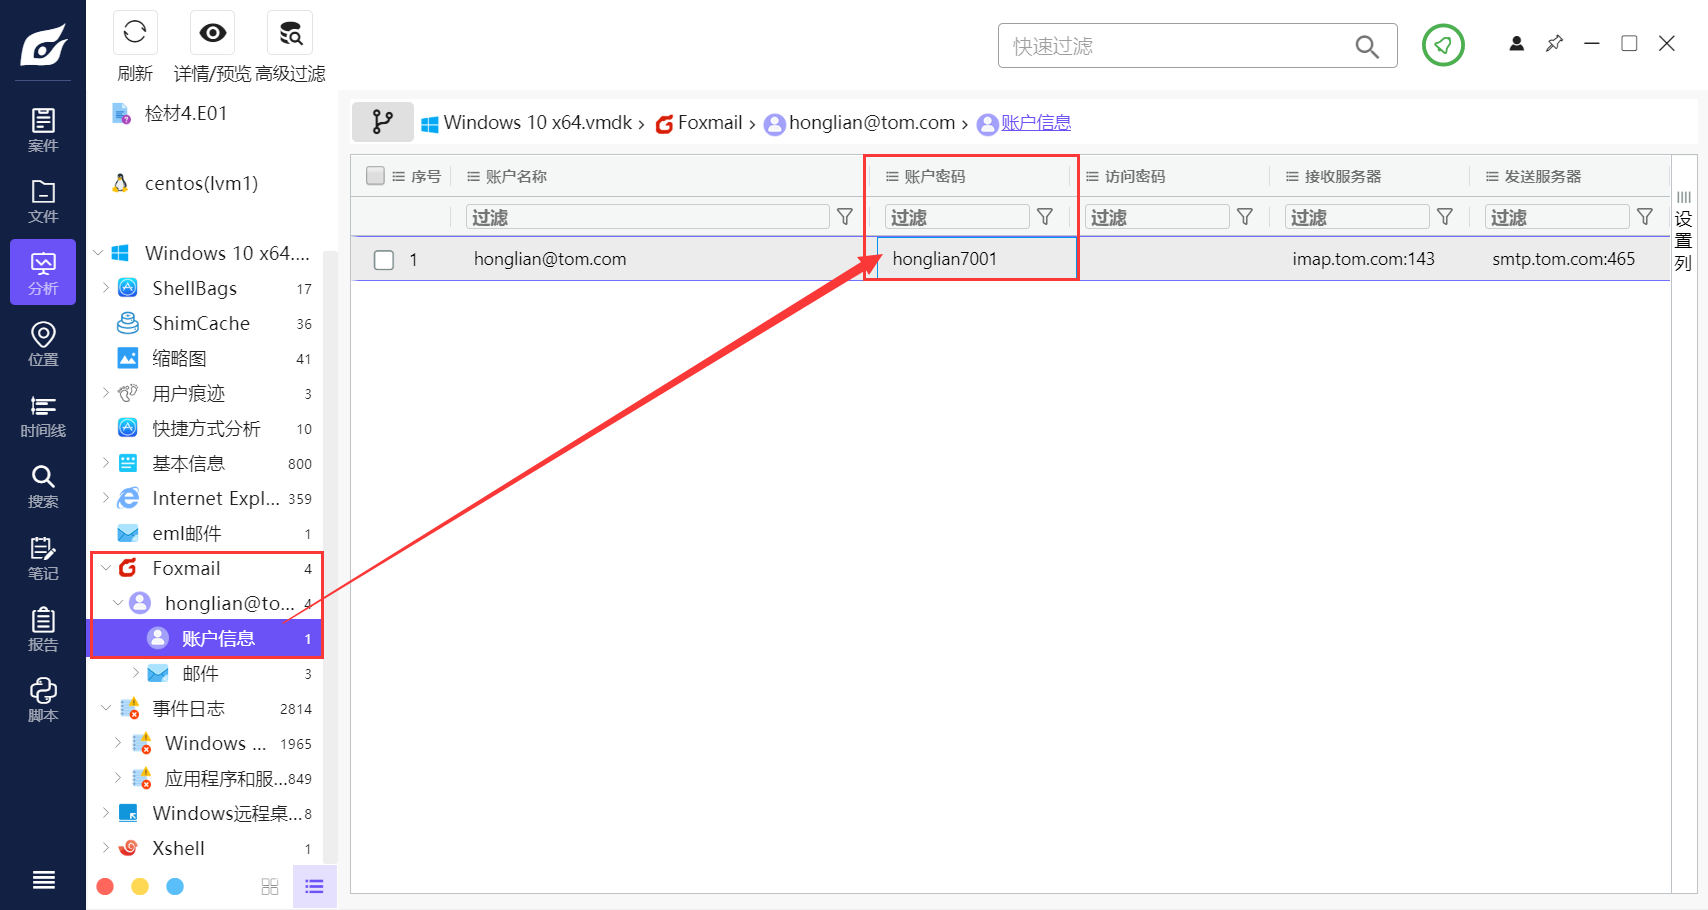 刷新
详情/预览
高级过滤
快速过滤
案件
文件
分析
位置
时间线
搜索
笔记
报告
脚本
检材4.E01
centos(lvm1)
Windows 10 x64....
ShellBags 17
ShimCache 36
缩略图 41
用户痕迹 3
快捷方式分析 10
基本信息 800
Internet Expl... 359
eml邮件 1
Foxmail 4
honglian@to... 4
账户信息 1
邮件 3
事件日志 2814
Windows ... 1965
应用程序和服...849
Windows远程桌...8
Xshell 1
Windows 10 x64.vmdk › Foxmail › honglian@tom.com › 账户信息
序号 账户名称 账户密码 访问密码 接收服务器 发送服务器
过滤 过滤 过滤 过滤 过滤
1 honglian@tom.com honglian7001 imap.tom.com:143 smtp.tom.com:465
设置列